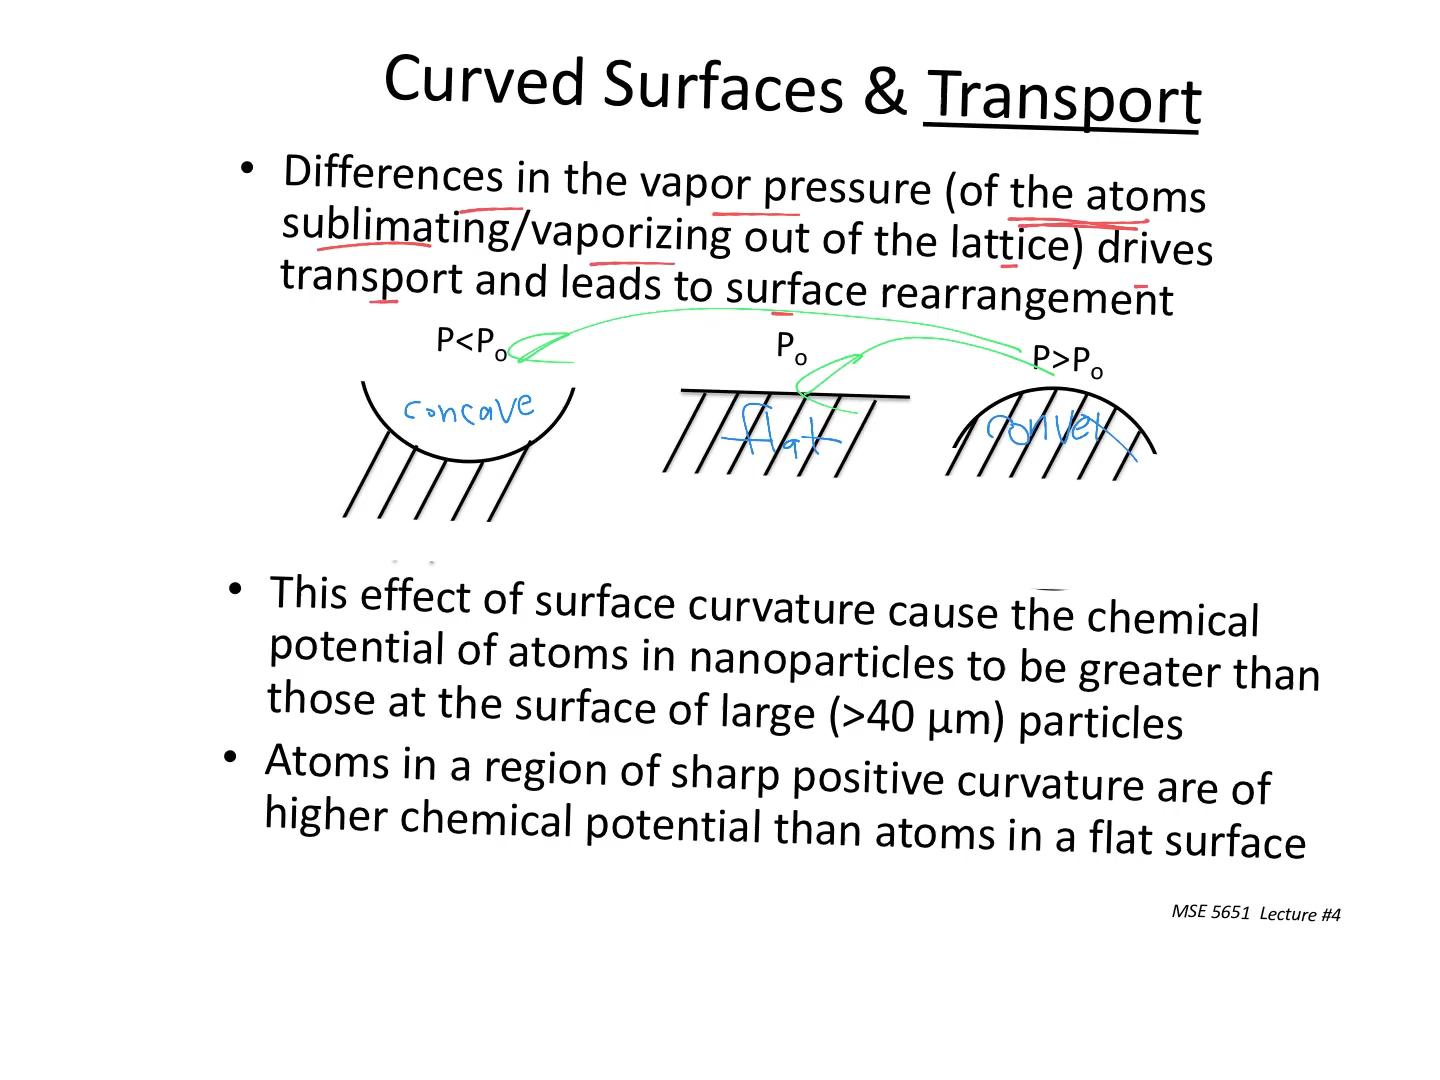 Curved Surfaces & Transport
• Differences in the vapor pressure (of the atoms
sublimating/vaporizing out of the lattice) drives
transport and leads to surface rearrangement
P<Po Po P>Po
concave flat convex
• This effect of surface curvature cause the chemical
potential of atoms in nanoparticles to be greater than
those at the surface of large (>40 μm) particles
• Atoms in a region of sharp positive curvature are of
higher chemical potential than atoms in a flat surface
MSE 5651 Lecture #4